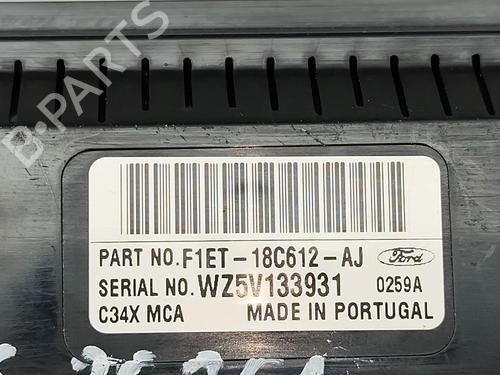 B-PARTS
PART NO. F1ET-18C612-AJ Ford
SERIAL NO. WZ5V133931 0259A
C34X MCA MADE IN PORTUGAL